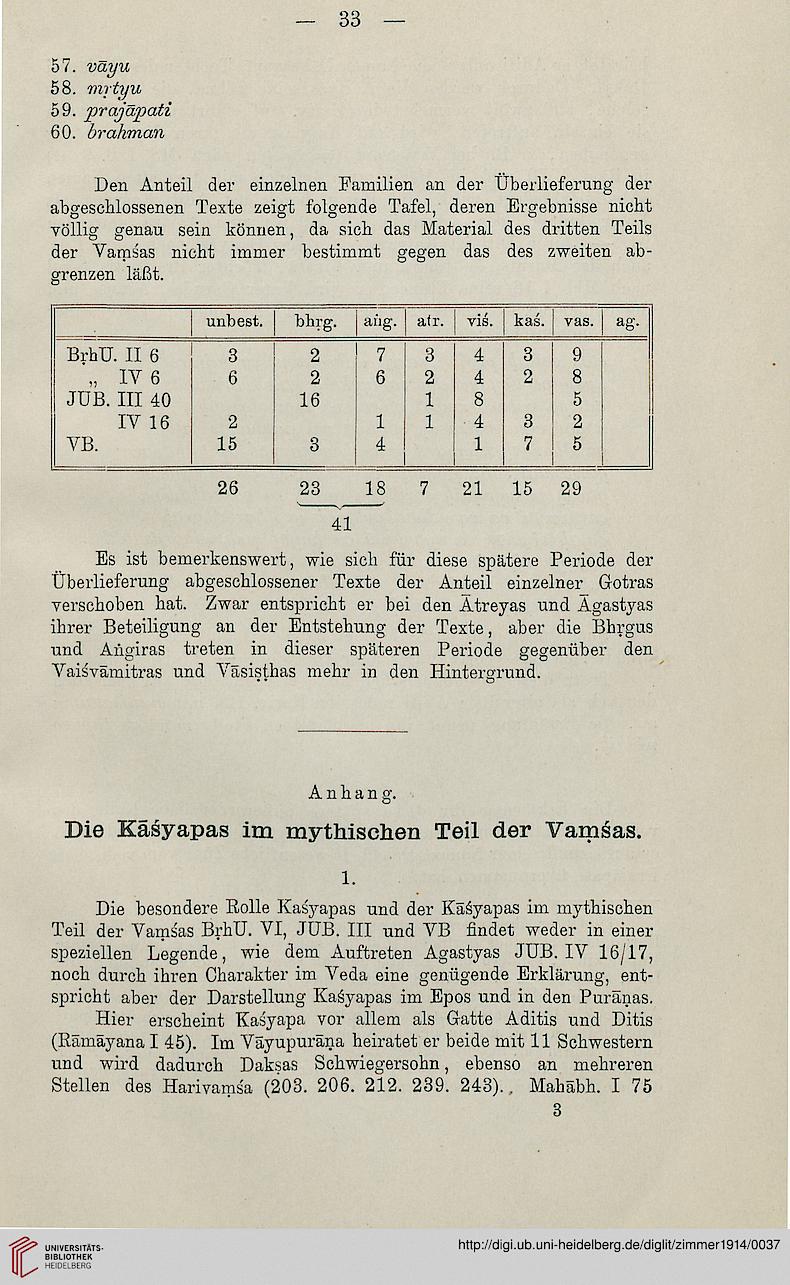 — 33 —
57. vāyu
58. mṛtyu
59. prajāpati
60. brahman
Den Anteil der einzelnen Familien an der Überlieferung der
abgeschlossenen Texte zeigt folgende Tafel, deren Ergebnisse nicht
völlig genau sein können, da sich das Material des dritten Teils
der Vaṃśas nicht immer bestimmt gegen das des zweiten ab-
grenzen läßt.
unbest. bhṛg. aṅg. atr. viś. kaś. vas. ag.
BṛhU. II 6 3 2 7 3 4 3 9
„ IV 6 6 2 6 2 4 2 8
JUB. III 40 16 1 8 5
IV 16 2 1 1 4 3 2
VB. 15 3 4 1 7 5
26 23 18 7 21 15 29
41
Es ist bemerkenswert, wie sich für diese spätere Periode der
Überlieferung abgeschlossener Texte der Anteil einzelner Gotras
verschoben hat. Zwar entspricht er bei den Ātreyas und Āgastyas
ihrer Beteiligung an der Entstehung der Texte, aber die Bhṛgus
und Aṅgiras treten in dieser späteren Periode gegenüber den
Vaiśvāmitras und Vāsiṣṭhas mehr in den Hintergrund.
Anhang.
Die Kāśyapas im mythischen Teil der Vaṃśas.
1.
Die besondere Rolle Kaśyapas und der Kāśyapas im mythischen
Teil der Vaṃśas BṛhU. VI, JUB. III und VB findet weder in einer
speziellen Legende, wie dem Auftreten Agastyas JUB. IV 16/17,
noch durch ihren Charakter im Veda eine genügende Erklärung, ent-
spricht aber der Darstellung Kaśyapas im Epos und in den Purāṇas.
Hier erscheint Kaśyapa vor allem als Gatte Aditis und Ditis
(Rāmāyana I 45). Im Vāyupurāṇa heiratet er beide mit 11 Schwestern
und wird dadurch Dakṣas Schwiegersohn, ebenso an mehreren
Stellen des Harivaṃśa (203. 206. 212. 239. 243)., Mahābh. I 75
3
UNIVERSITÄTS-
BIBLIOTHEK
HEIDELBERG
http://digi.ub.uni-heidelberg.de/diglit/zimmer1914/0037